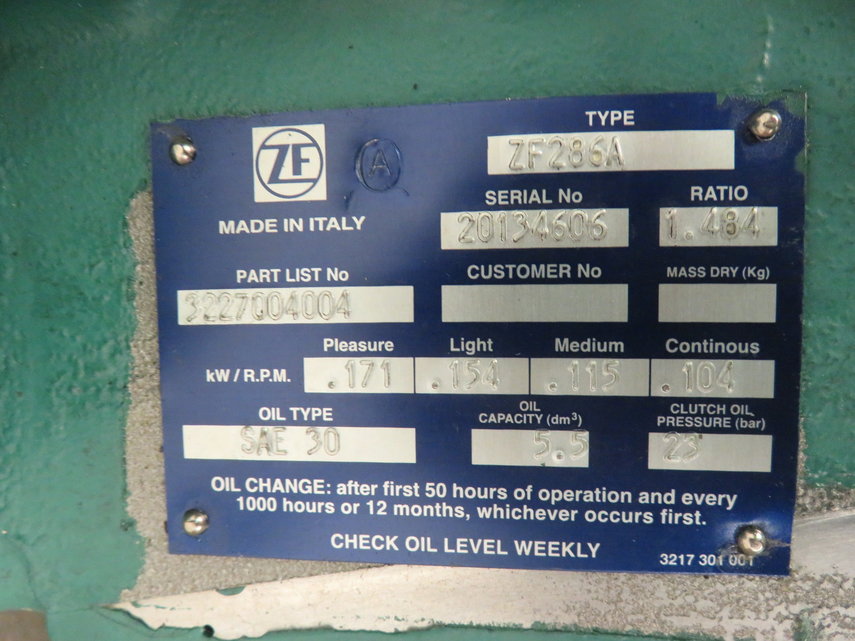 ZF
A
MADE IN ITALY
TYPE
ZF286A
SERIAL No
20134606
RATIO
1.484
PART LIST No
3227004004
CUSTOMER No
MASS DRY (Kg)
Pleasure Light Medium Continous
kW / R.P.M. .171 .154 .115 .104
OIL TYPE
SAE 30
OIL
CAPACITY (dm³)
5.5
CLUTCH OIL
PRESSURE (bar)
23
OIL CHANGE: after first 50 hours of operation and every
1000 hours or 12 months, whichever occurs first.
CHECK OIL LEVEL WEEKLY
3217 301 001